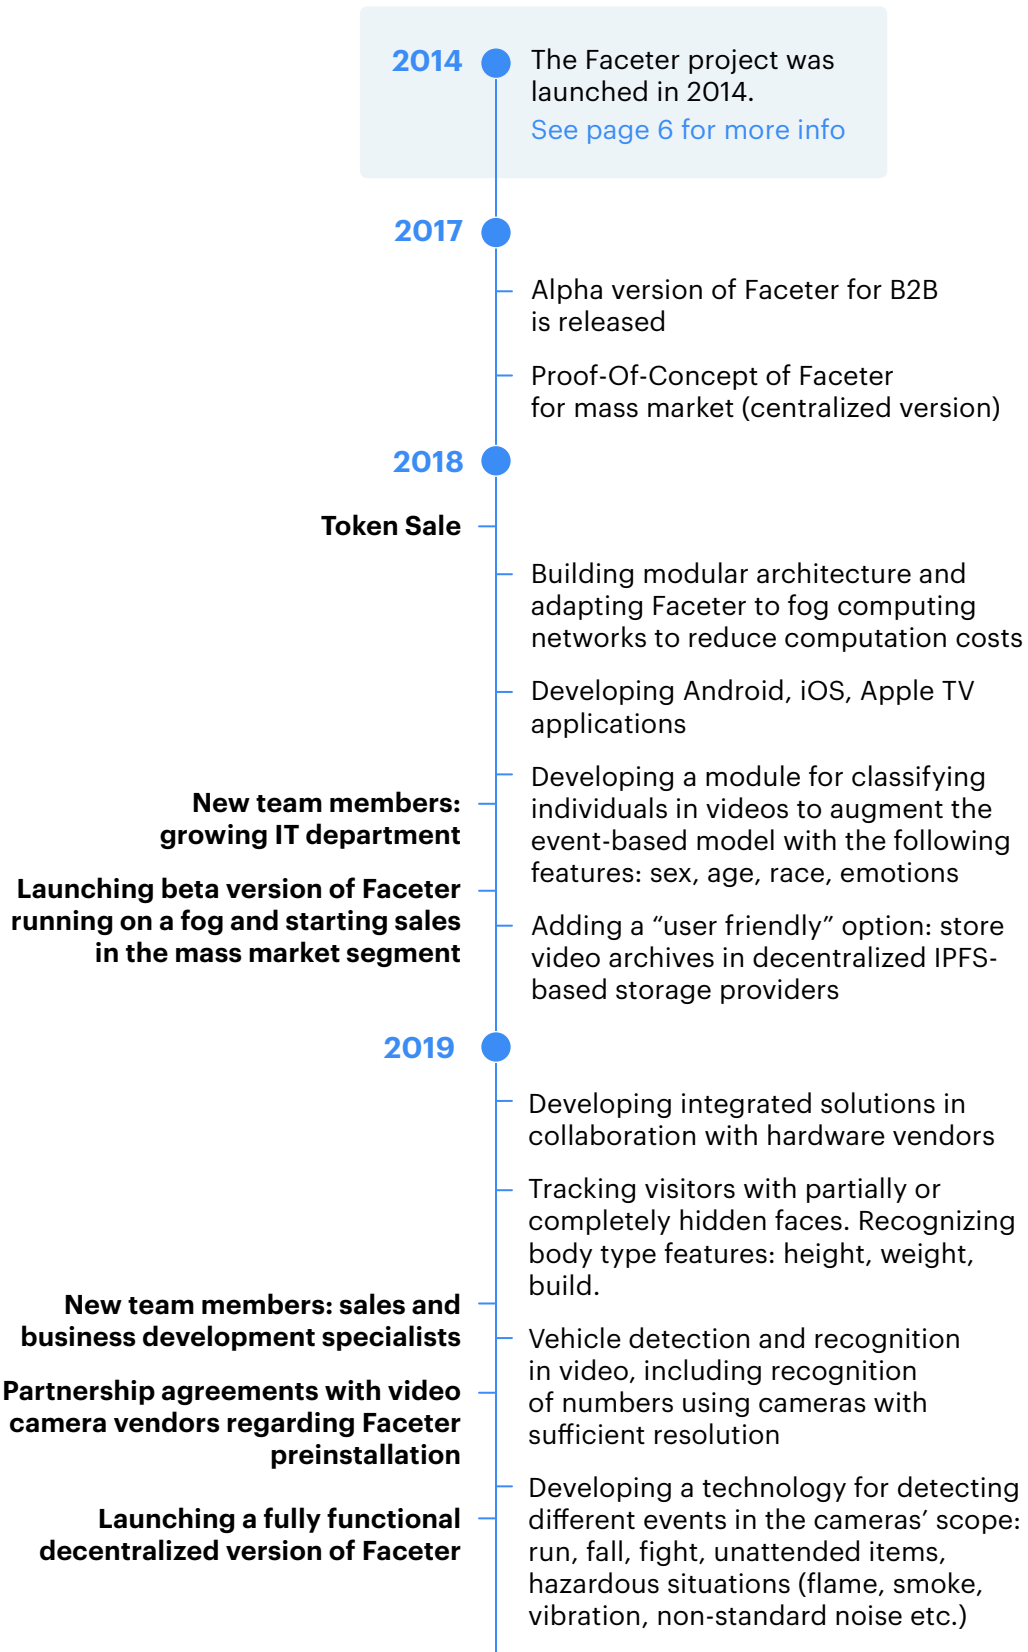 2014
The Faceter project was
launched in 2014.
See page 6 for more info
2017
Alpha version of Faceter for B2B
is released
Proof-Of-Concept of Faceter
for mass market (centralized version)
2018
Token Sale
Building modular architecture and
adapting Faceter to fog computing
networks to reduce computation costs
Developing Android, iOS, Apple TV
applications
Developing a module for classifying
individuals in videos to augment the
event-based model with the following
features: sex, age, race, emotions
New team members:
growing IT department
Launching beta version of Faceter
running on a fog and starting sales
in the mass market segment
Adding a “user friendly” option: store
video archives in decentralized IPFS-
based storage providers
2019
Developing integrated solutions in
collaboration with hardware vendors
Tracking visitors with partially or
completely hidden faces. Recognizing
body type features: height, weight,
build.
New team members: sales and
business development specialists
Vehicle detection and recognition
in video, including recognition
of numbers using cameras with
sufficient resolution
Partnership agreements with video
camera vendors regarding Faceter
preinstallation
Developing a technology for detecting
different events in the cameras’ scope:
run, fall, fight, unattended items,
hazardous situations (flame, smoke,
vibration, non-standard noise etc.)
Launching a fully functional
decentralized version of Faceter